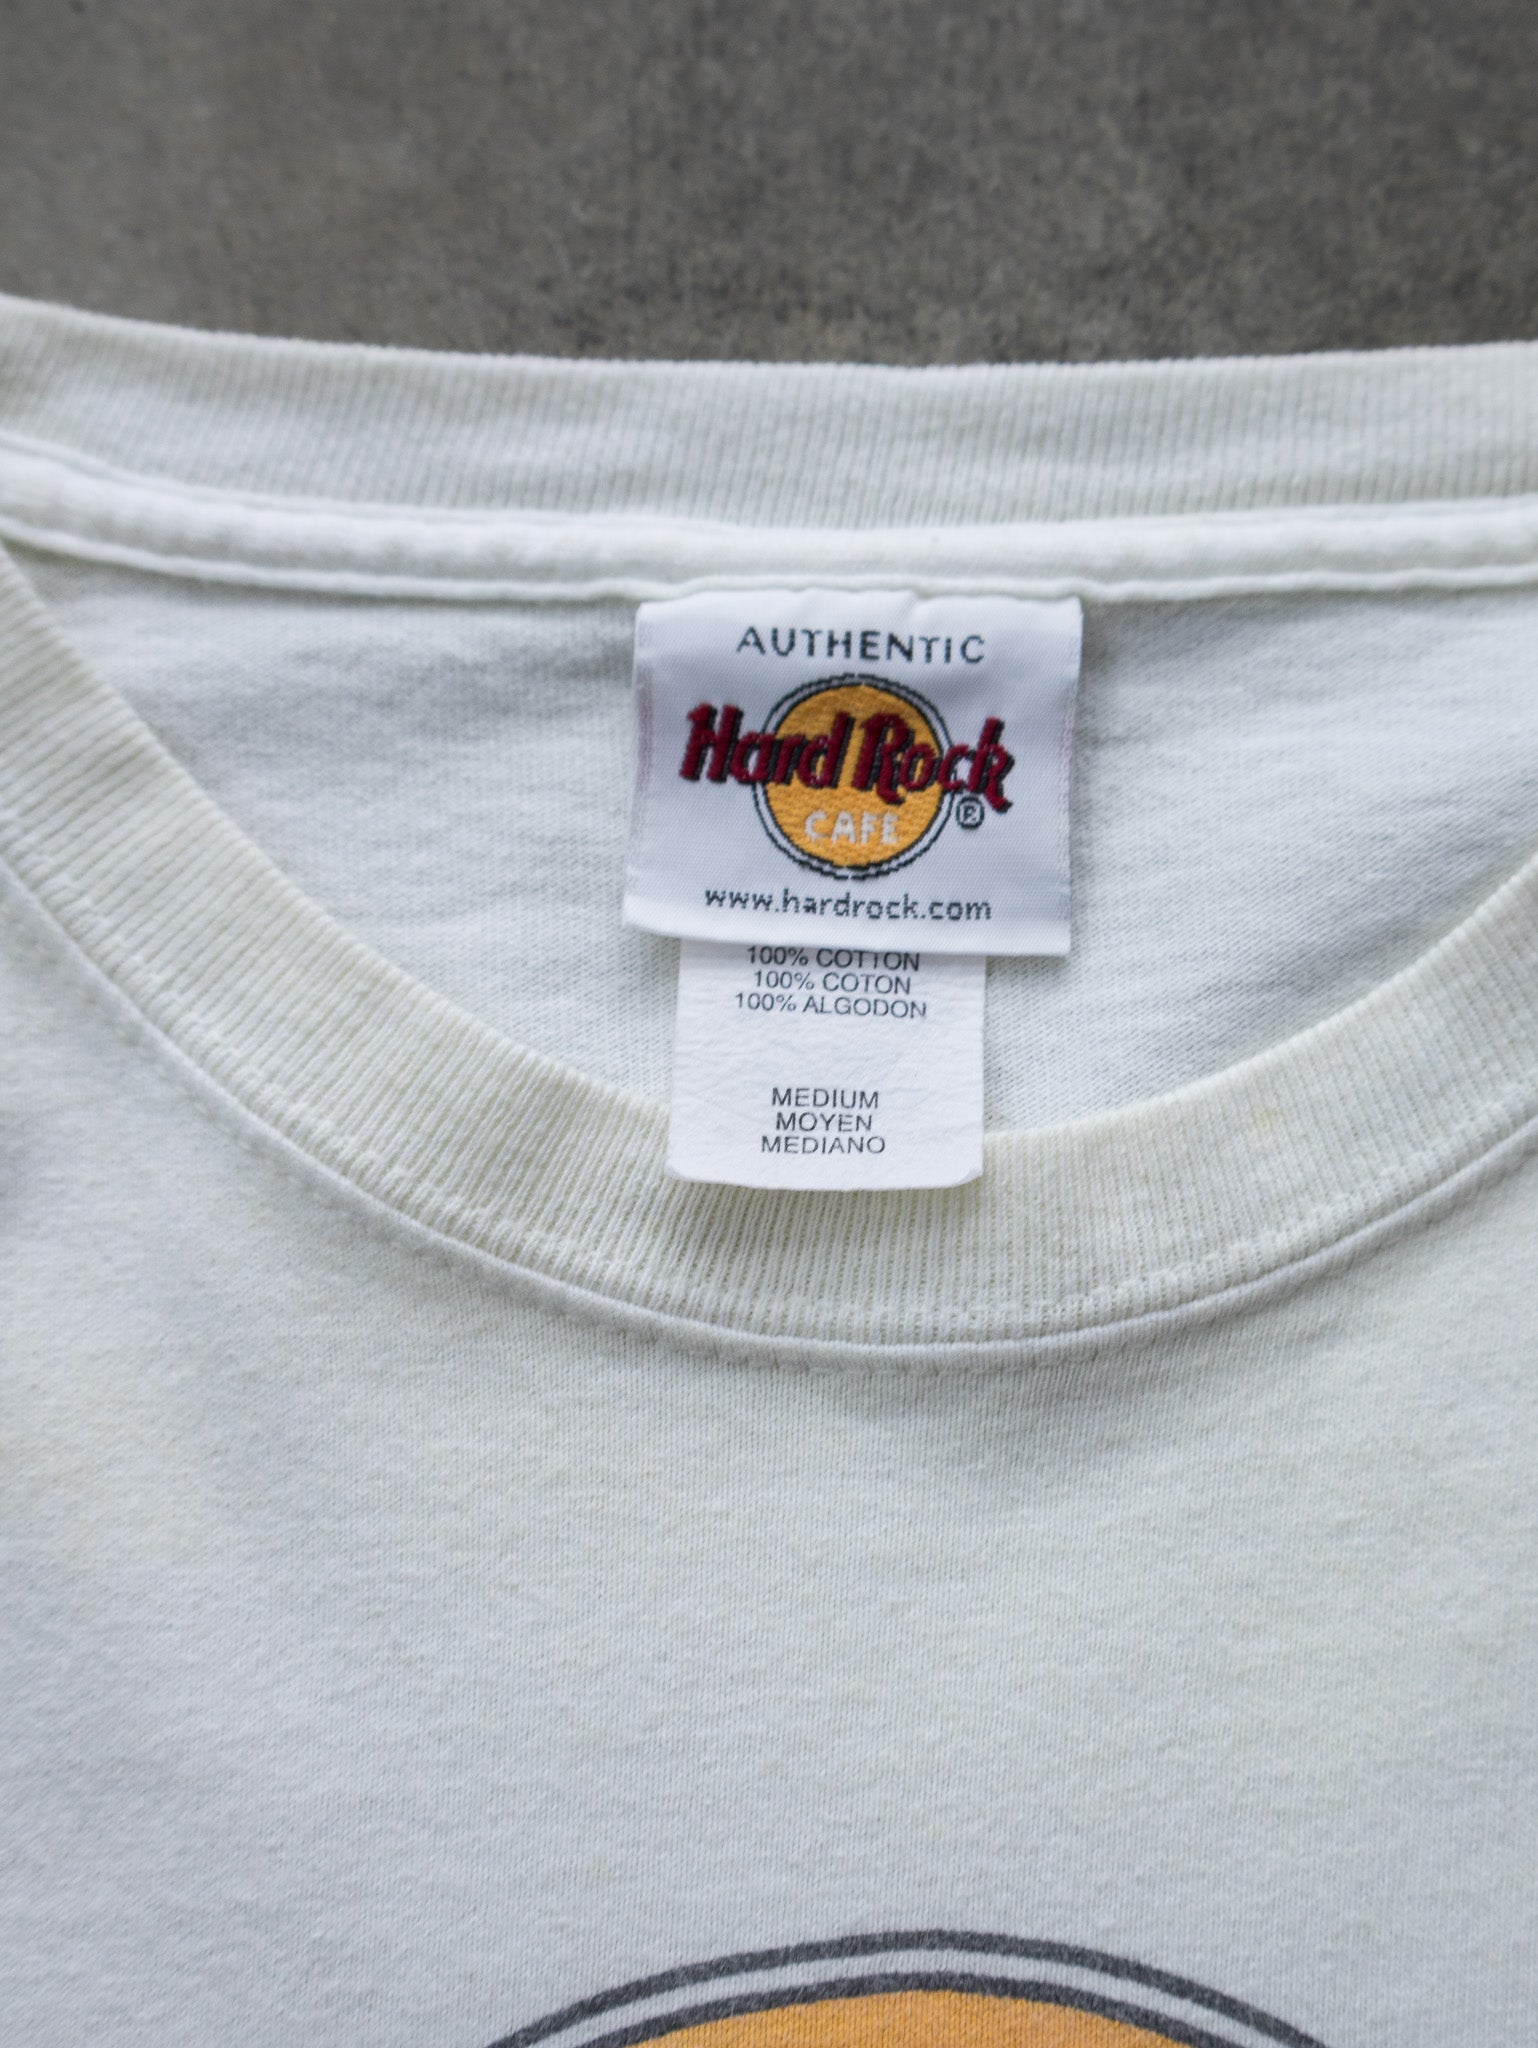 AUTHENTIC
Hard Rock
CAFE
®
www.hardrock.com
100% COTTON
100% COTON
100% ALGODON
MEDIUM
MOYEN
MEDIANO